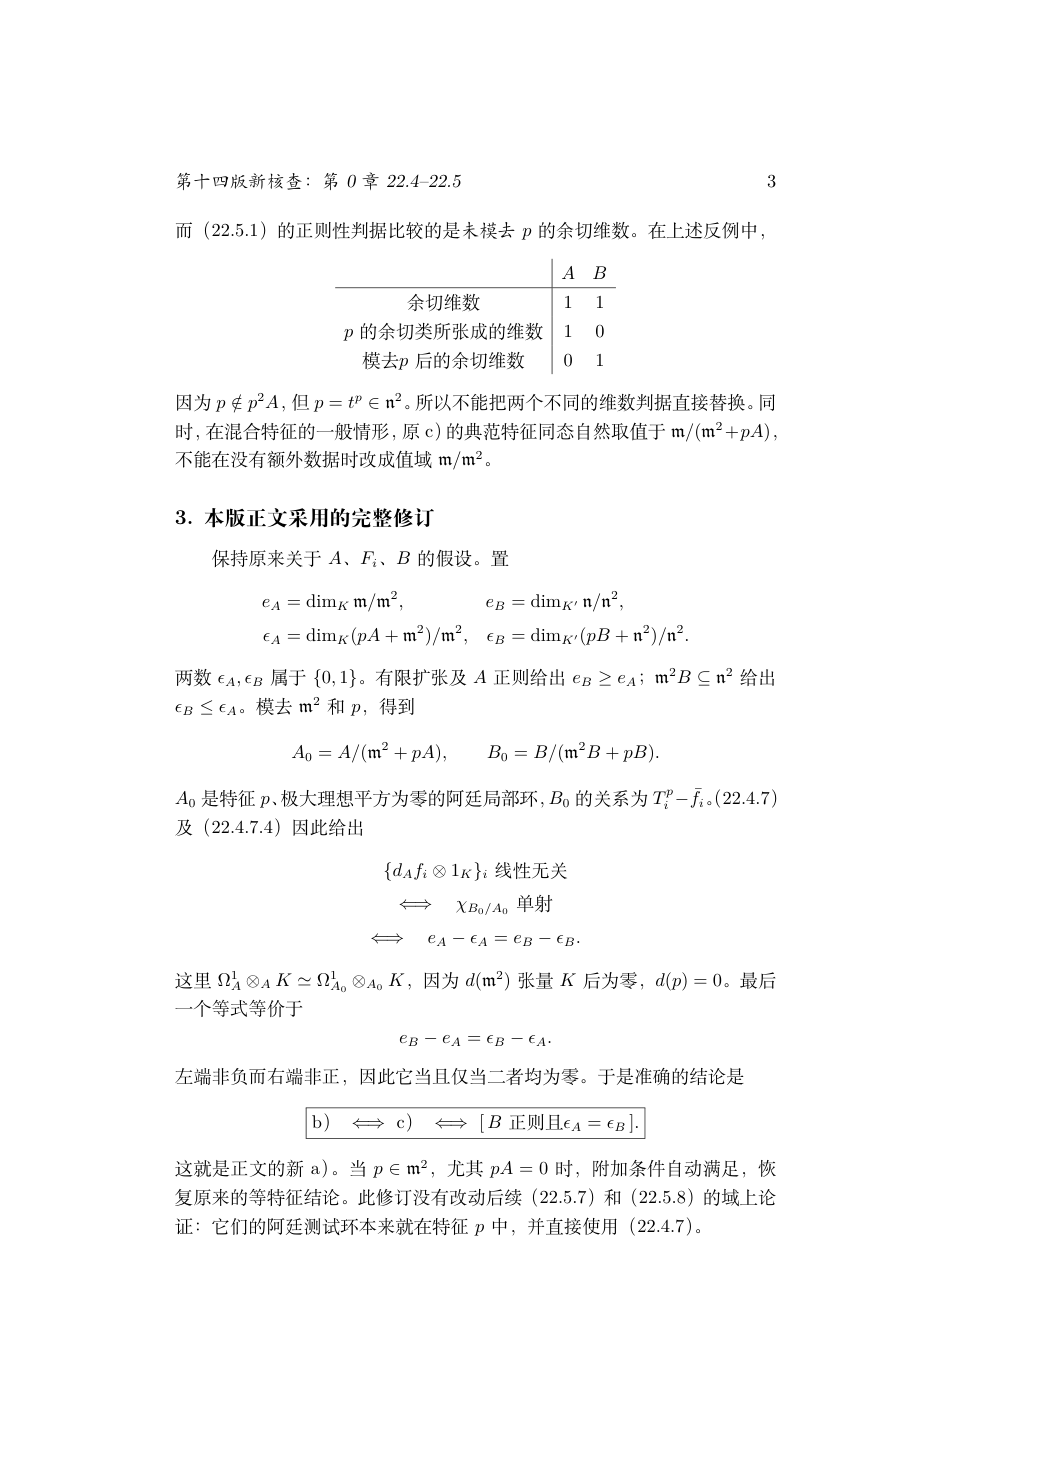 第十四版新核查：第 0 章 22.4–22.5 3
而（22.5.1）的正则性判据比较的是未模去 p 的余切维数。在上述反例中，
A B
余切维数 1 1
p 的余切类所张成的维数 1 0
模去p 后的余切维数 0 1
因为 p ∉ p²A，但 p = tᵖ ∈ 𝔫²。所以不能把两个不同的维数判据直接替换。同
时，在混合特征的一般情形，原 c）的典范特征同态自然取值于 𝔪/(𝔪²+pA)，
不能在没有额外数据时改成值域 𝔪/𝔪²。
3. 本版正文采用的完整修订
保持原来关于 A、F_i、B 的假设。置
e_A = dim_K 𝔪/𝔪², e_B = dim_{K′} 𝔫/𝔫²,
ϵ_A = dim_K(pA + 𝔪²)/𝔪², ϵ_B = dim_{K′}(pB + 𝔫²)/𝔫².
两数 ϵ_A, ϵ_B 属于 {0, 1}。有限扩张及 A 正则给出 e_B ≥ e_A；𝔪²B ⊆ 𝔫² 给出
ϵ_B ≤ ϵ_A。模去 𝔪² 和 p，得到
A₀ = A/(𝔪² + pA), B₀ = B/(𝔪²B + pB).
A₀ 是特征 p、极大理想平方为零的阿廷局部环，B₀ 的关系为 T_i^p − f̄_i。（22.4.7）
及（22.4.7.4）因此给出
{d_A f_i ⊗ 1_K}_i 线性无关
⟺ χ_{B₀/A₀} 单射
⟺ e_A − ϵ_A = e_B − ϵ_B.
这里 Ω¹_A ⊗_A K ≃ Ω¹_{A₀} ⊗_{A₀} K，因为 d(𝔪²) 张量 K 后为零，d(p) = 0。最后
一个等式等价于
e_B − e_A = ϵ_B − ϵ_A.
左端非负而右端非正，因此它当且仅当二者均为零。于是准确的结论是
b） ⟺ c） ⟺ [ B 正则且ϵ_A = ϵ_B ].
这就是正文的新 a）。当 p ∈ 𝔪²，尤其 pA = 0 时，附加条件自动满足，恢
复原来的等特征结论。此修订没有改动后续（22.5.7）和（22.5.8）的域上论
证：它们的阿廷测试环本来就在特征 p 中，并直接使用（22.4.7）。